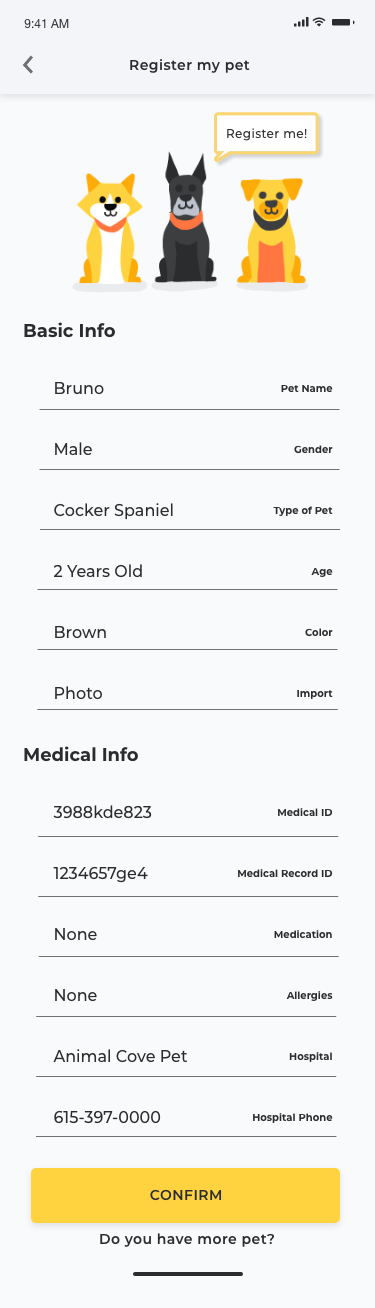 9:41 AM
Register my pet
Register me!
Basic Info
Bruno Pet Name
Male Gender
Cocker Spaniel Type of Pet
2 Years Old Age
Brown Color
Photo Import
Medical Info
3988kde823 Medical ID
1234657ge4 Medical Record ID
None Medication
None Allergies
Animal Cove Pet Hospital
615-397-0000 Hospital Phone
CONFIRM
Do you have more pet?